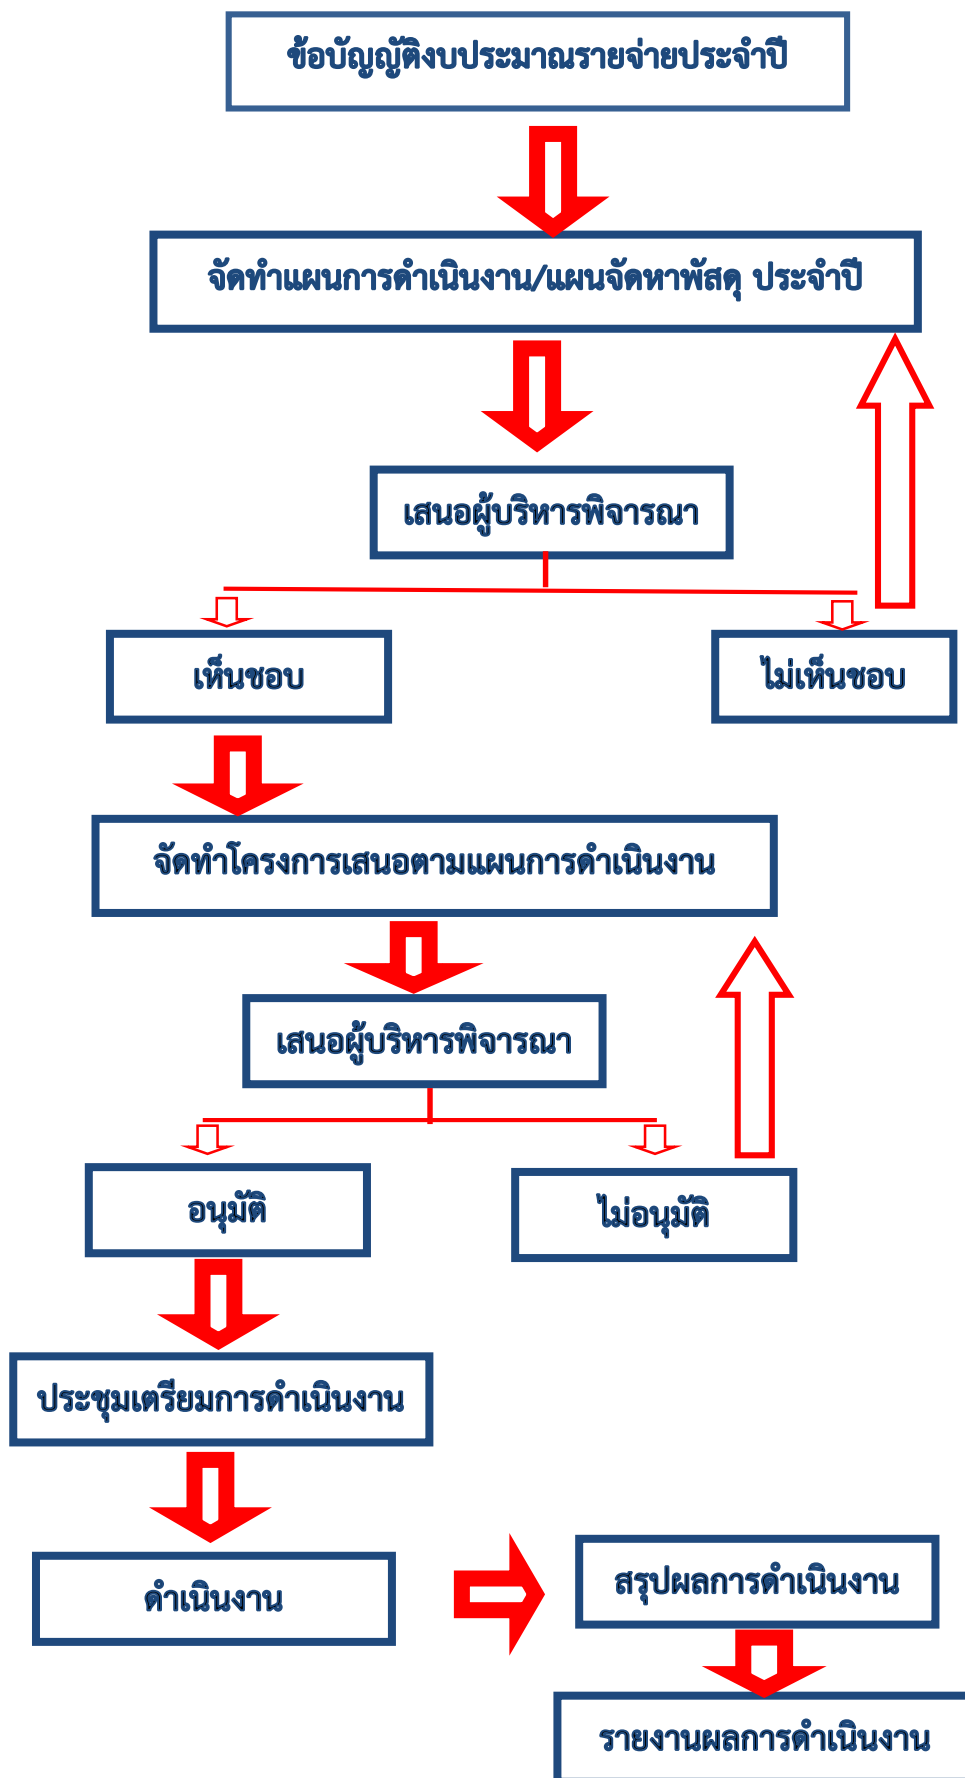 ข้อบัญญัติงบประมาณรายจ่ายประจำปี
จัดทำแผนการดำเนินงาน/แผนจัดหาพัสดุ ประจำปี
เสนอผู้บริหารพิจารณา
เห็นชอบ
ไม่เห็นชอบ
จัดทำโครงการเสนอตามแผนการดำเนินงาน
เสนอผู้บริหารพิจารณา
อนุมัติ
ไม่อนุมัติ
ประชุมเตรียมการดำเนินงาน
ดำเนินงาน
สรุปผลการดำเนินงาน
รายงานผลการดำเนินงาน